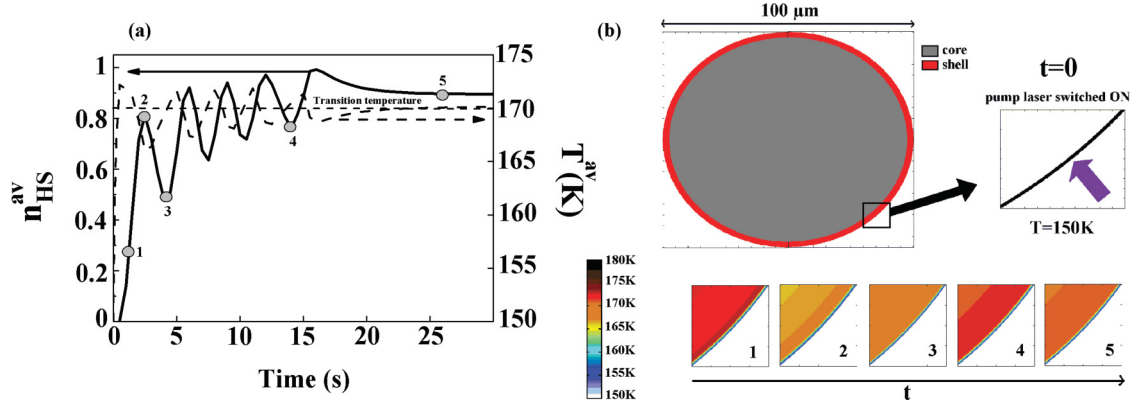 (a)
n_HS^av
1
0.8
0.6
0.4
0.2
0
175
170
165
160
155
150
T^av(K)
Transition temperature
1
2
3
4
5
0
5
10
15
20
25
Time (s)
(b)
100 µm
core
shell
t=0
pump laser switched ON
T=150K
180K
175K
170K
165K
160K
155K
150K
1
2
3
4
5
t